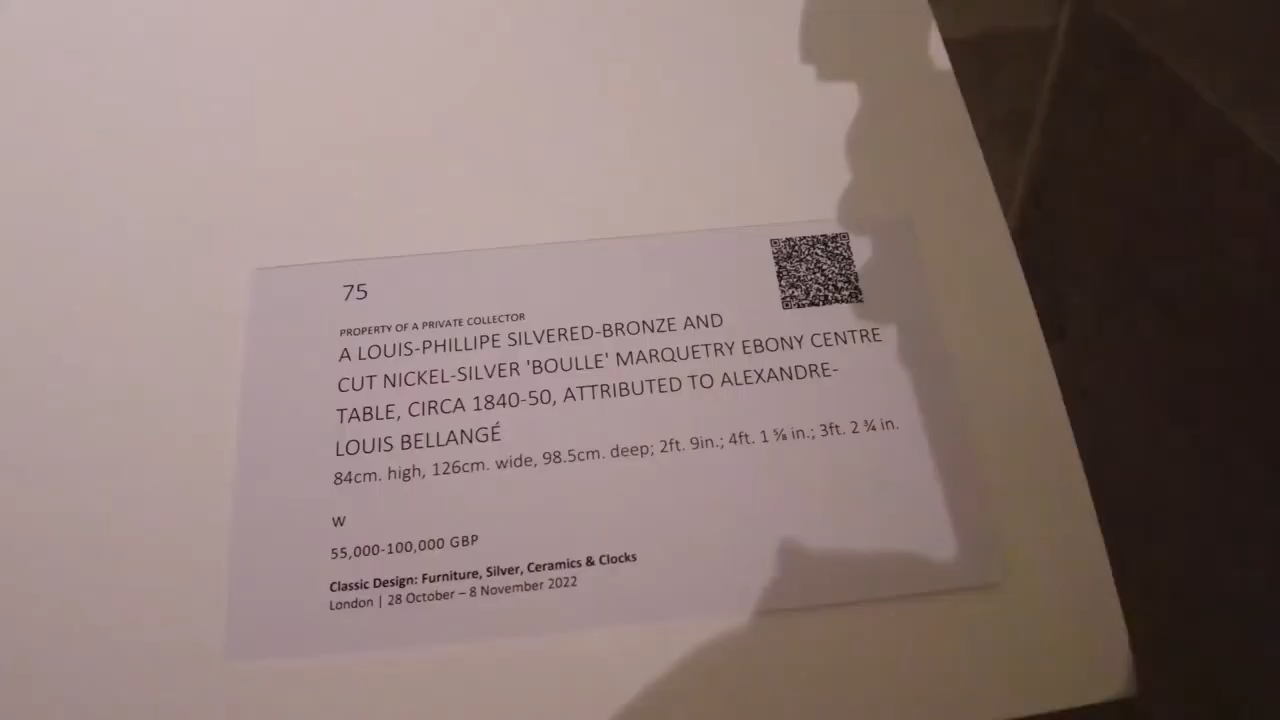 75
PROPERTY OF A PRIVATE COLLECTOR
A LOUIS-PHILLIPE SILVERED-BRONZE AND
CUT NICKEL-SILVER 'BOULLE' MARQUETRY EBONY CENTRE
TABLE, CIRCA 1840-50, ATTRIBUTED TO ALEXANDRE-
LOUIS BELLANGÉ
84cm. high, 126cm. wide, 98.5cm. deep; 2ft. 9in.; 4ft. 1 ⅝ in.; 3ft. 2 ¾ in.
W
55,000-100,000 GBP
Classic Design: Furniture, Silver, Ceramics & Clocks
London | 28 October – 8 November 2022